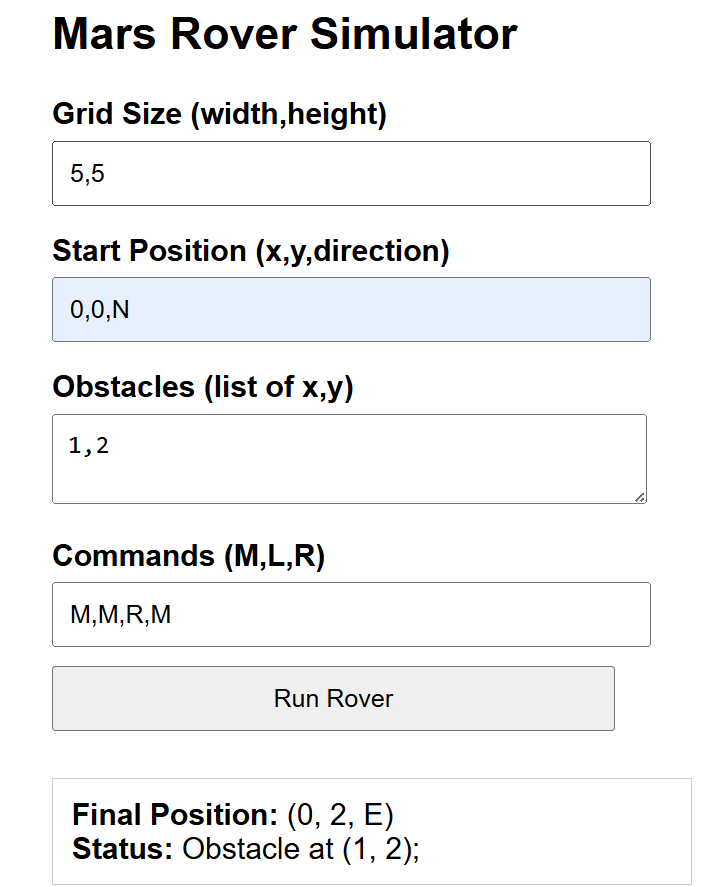 Mars Rover Simulator
Grid Size (width,height)
5,5
Start Position (x,y,direction)
0,0,N
Obstacles (list of x,y)
1,2
Commands (M,L,R)
M,M,R,M
Run Rover
Final Position: (0, 2, E)
Status: Obstacle at (1, 2);